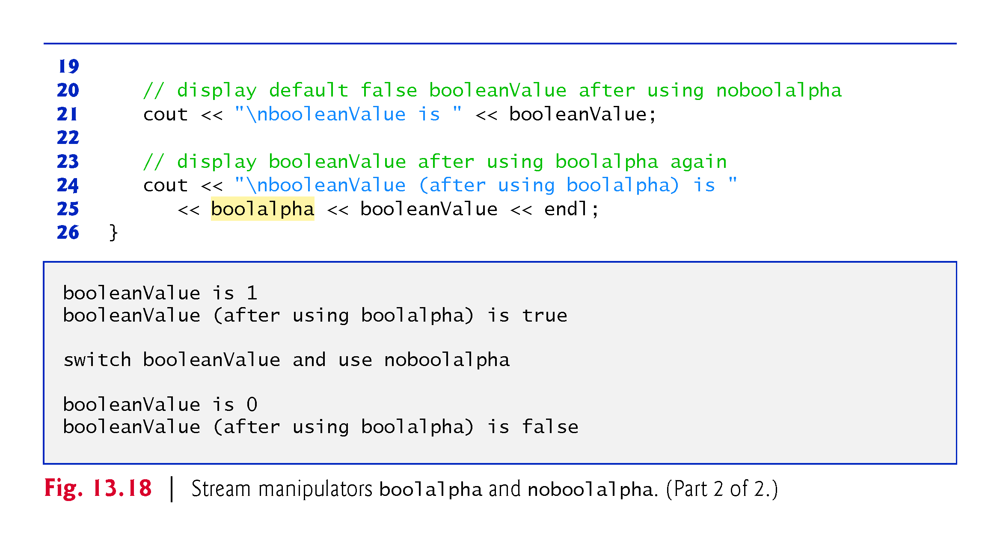 19
20 // display default false booleanValue after using noboolalpha
21 cout << "\nbooleanValue is " << booleanValue;
22
23 // display booleanValue after using boolalpha again
24 cout << "\nbooleanValue (after using boolalpha) is "
25 << boolalpha << booleanValue << endl;
26 }
booleanValue is 1
booleanValue (after using boolalpha) is true
switch booleanValue and use noboolalpha
booleanValue is 0
booleanValue (after using boolalpha) is false
Fig. 13.18 | Stream manipulators boolalpha and noboolalpha. (Part 2 of 2.)